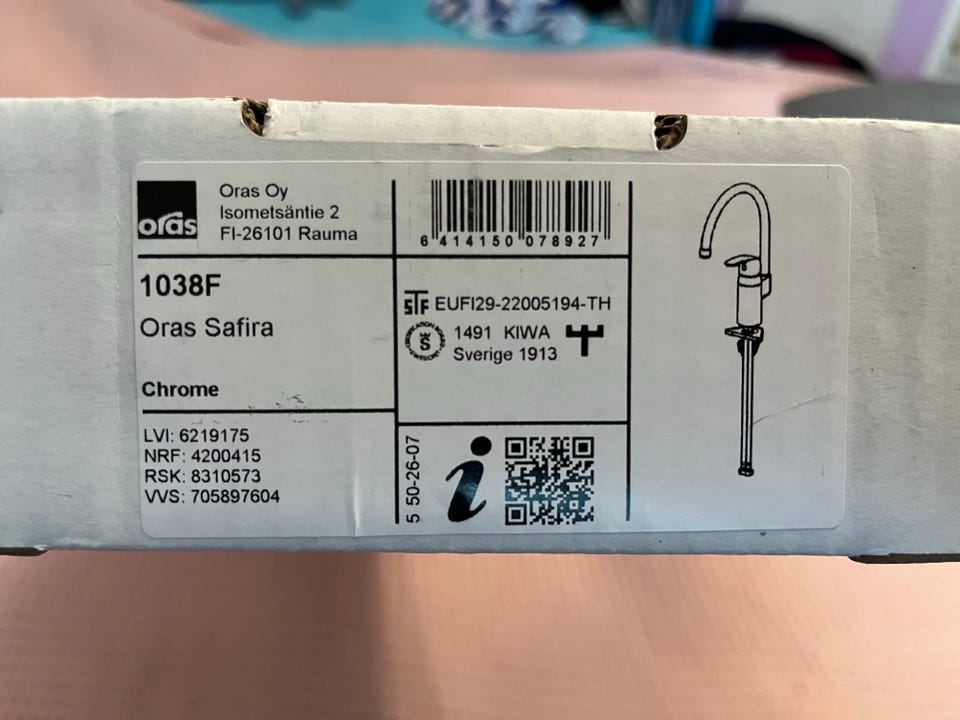 oras
Oras Oy
Isometsäntie 2
FI-26101 Rauma
6 414150 078927
1038F
Oras Safira
Chrome
STF EUFI29-22005194-TH
1491 KIWA
Sverige 1913
LVI: 6219175
NRF: 4200415
RSK: 8310573
VVS: 705897604
5 50-26-07
i